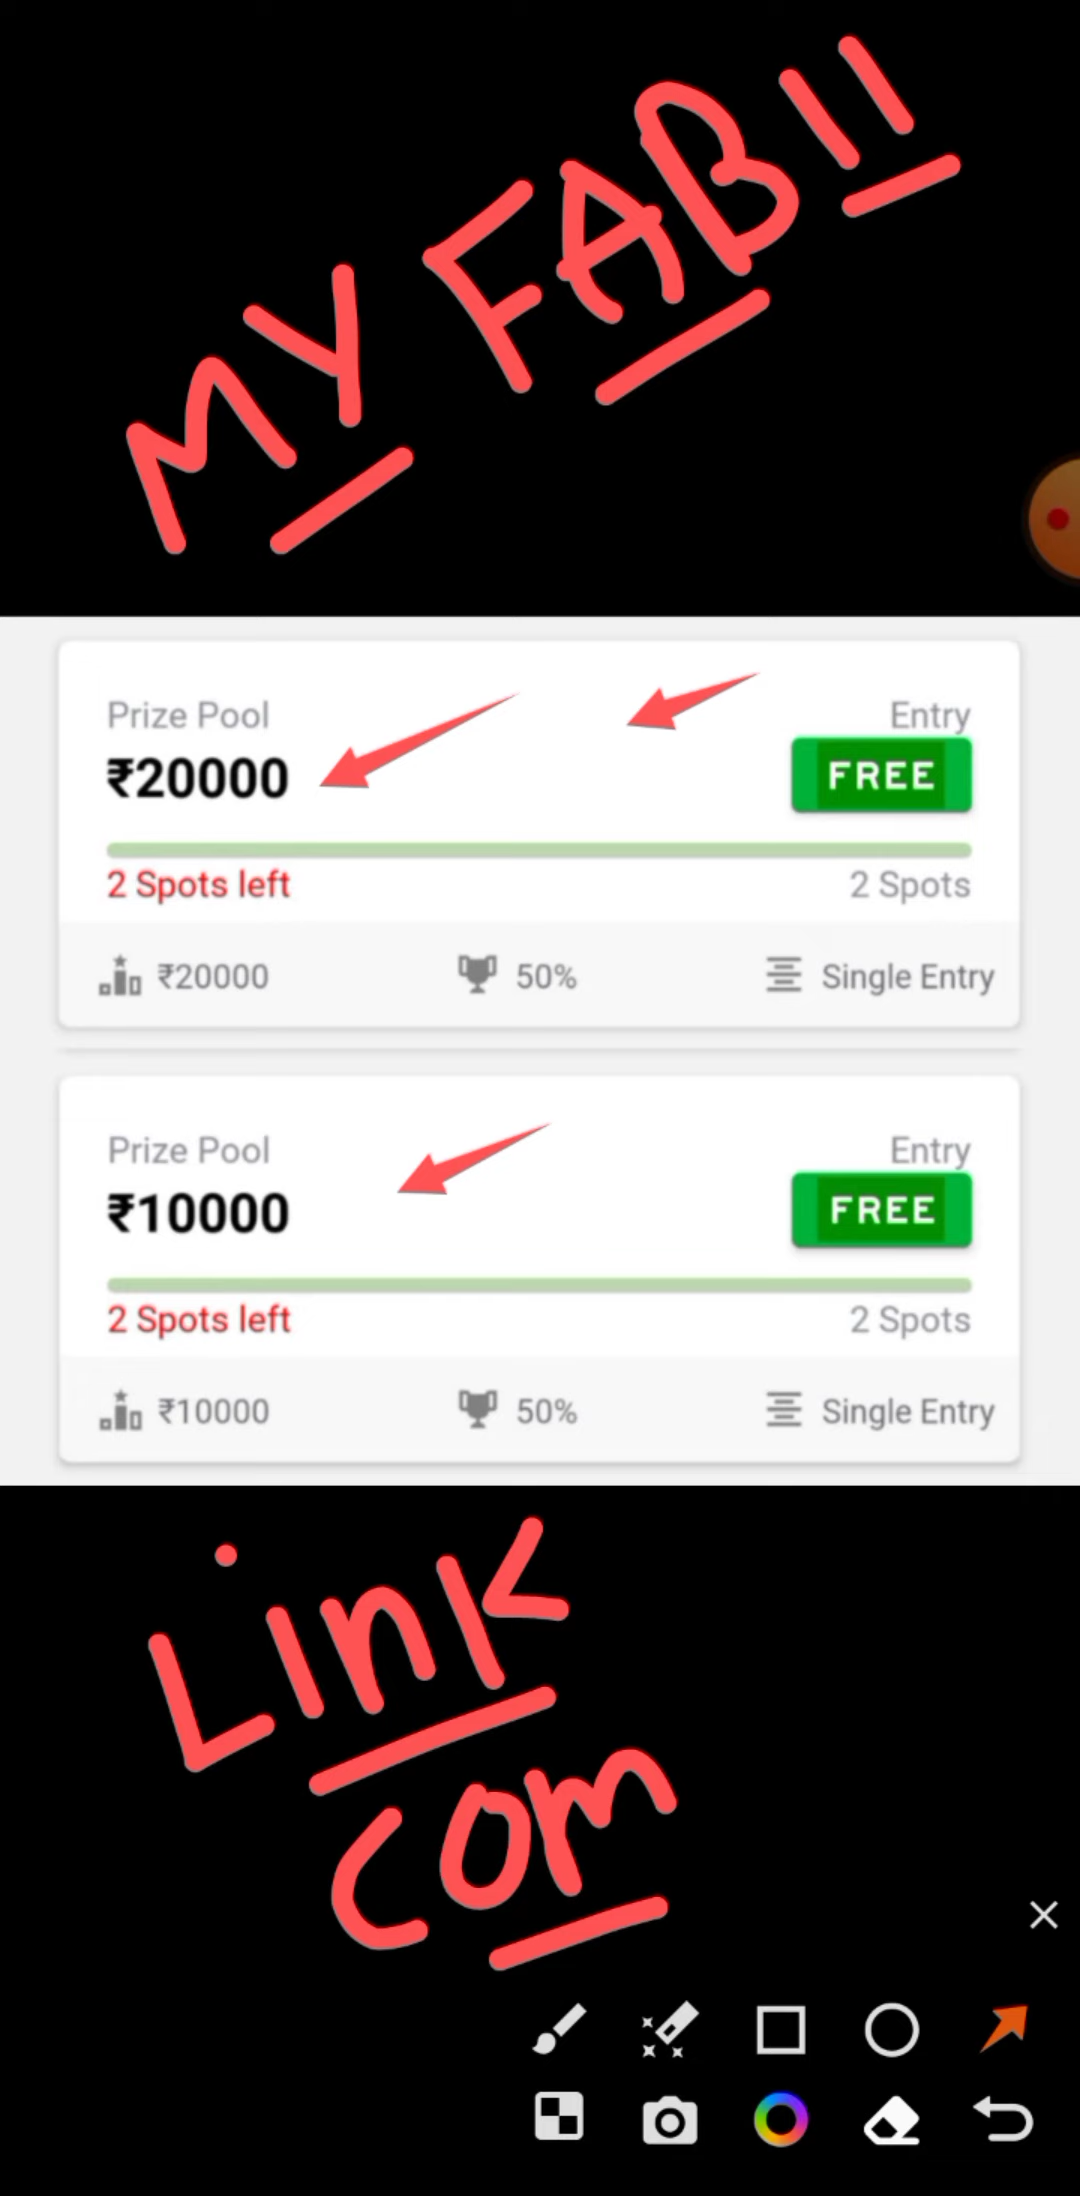 MY FAB!!
Prize Pool Entry
₹20000 FREE
2 Spots left 2 Spots
₹20000 50% Single Entry
Prize Pool Entry
₹10000 FREE
2 Spots left 2 Spots
₹10000 50% Single Entry
Link
com